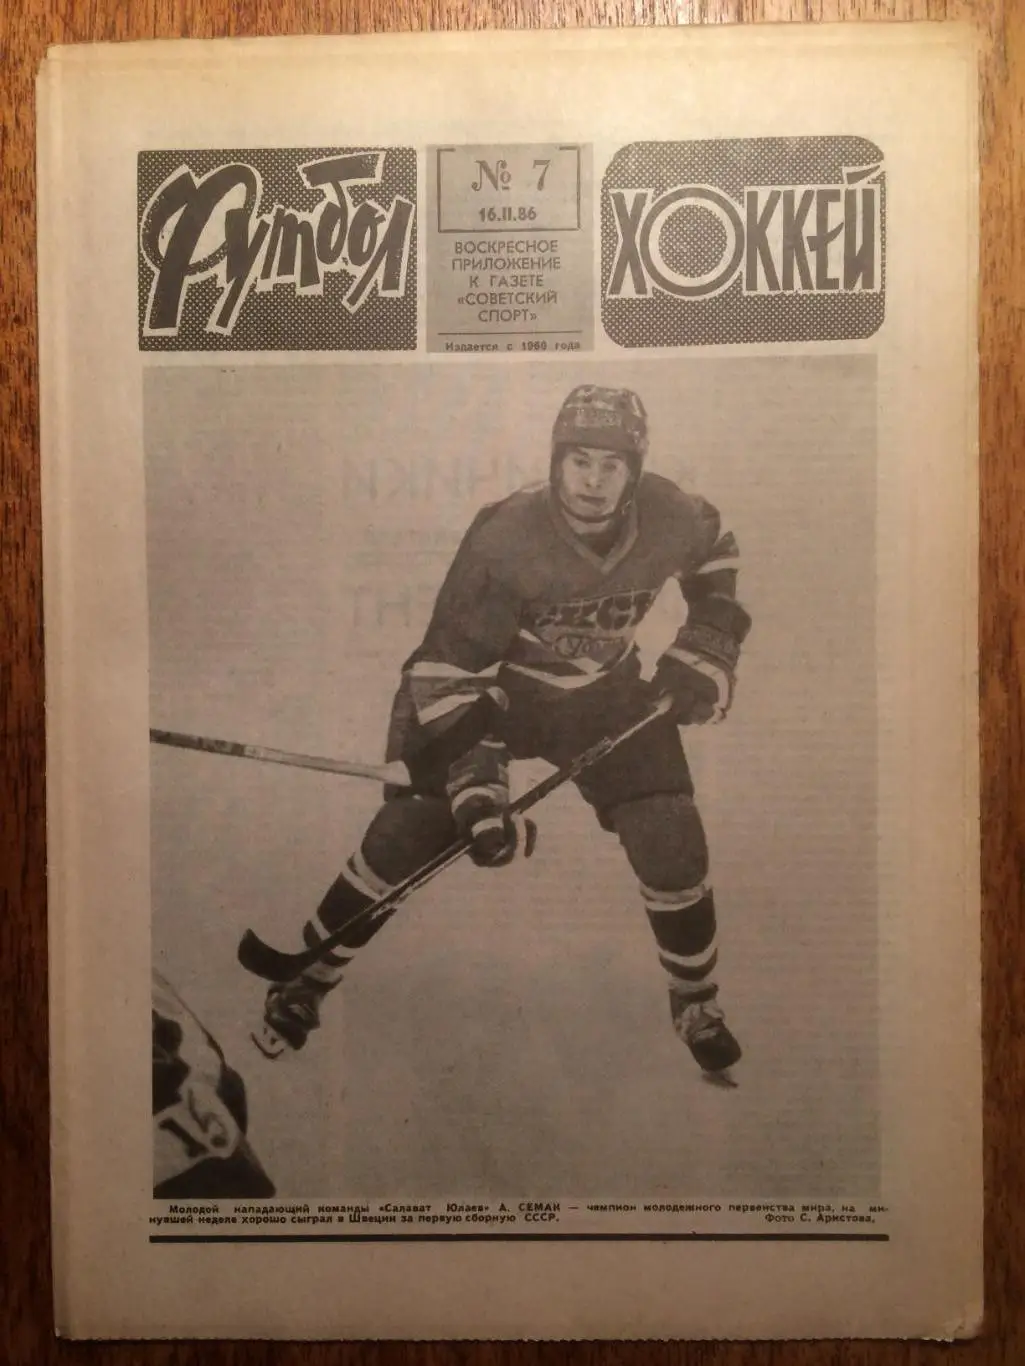 Футбол
№ 7
16.II.86
ВОСКРЕСНОЕ
ПРИЛОЖЕНИЕ
К ГАЗЕТЕ
«СОВЕТСКИЙ
СПОРТ»
Издается с 1960 года
ХОККЕЙ
15
Молодой нападающий команды «Салават Юлаев» А. СЕМАК — чемпион молодежного первенства мира, на ми-
нувшей неделе хорошо сыграл в Швеции за первую сборную СССР. Фото С. Аристова.